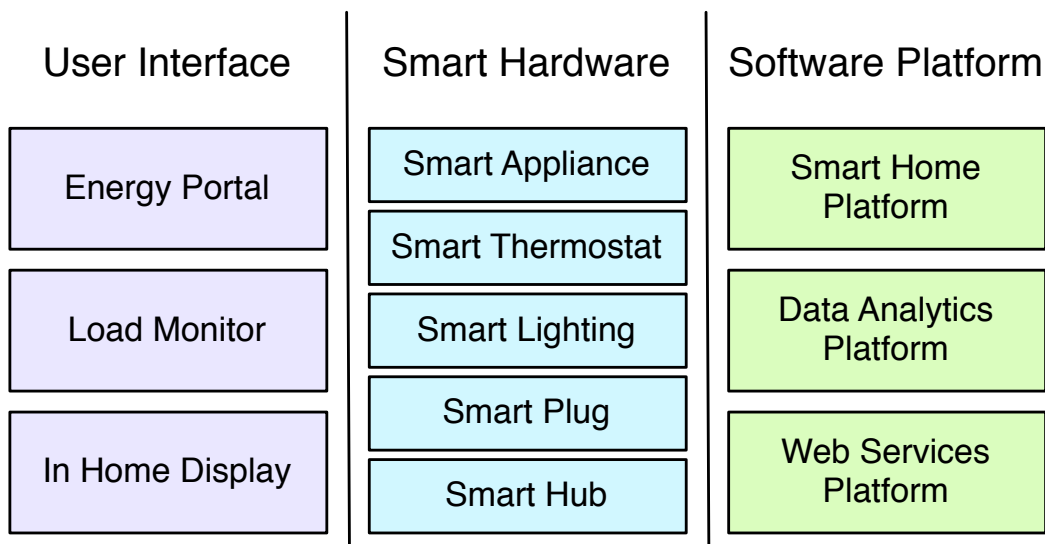 User Interface
Energy Portal
Load Monitor
In Home Display
Smart Hardware
Smart Appliance
Smart Thermostat
Smart Lighting
Smart Plug
Smart Hub
Software Platform
Smart Home
Platform
Data Analytics
Platform
Web Services
Platform